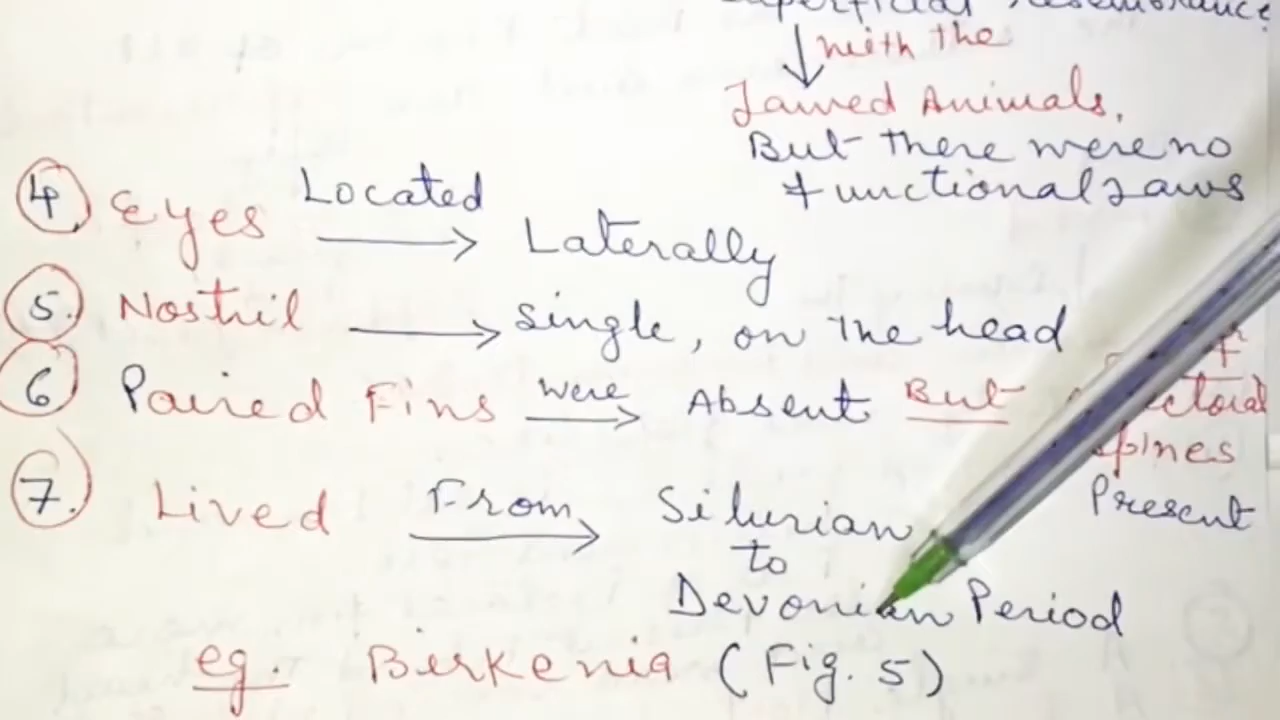 Superficial resemblance
with the
Jawed Animals.
But there were no
functional Jaws
4. Eyes Located Laterally
5. Nostril single, on the head
6 Paired Fins were Absent But
spines
Present
7. Lived From Silurian
to
Devonian Period
eg. Birkenia (Fig. 5)